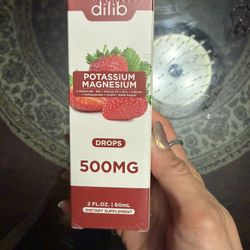 dilib
POTASSIUM
MAGNESIUM
DROPS
500MG
2 FL.OZ. | 60mL
DIETARY SUPPLEMENT